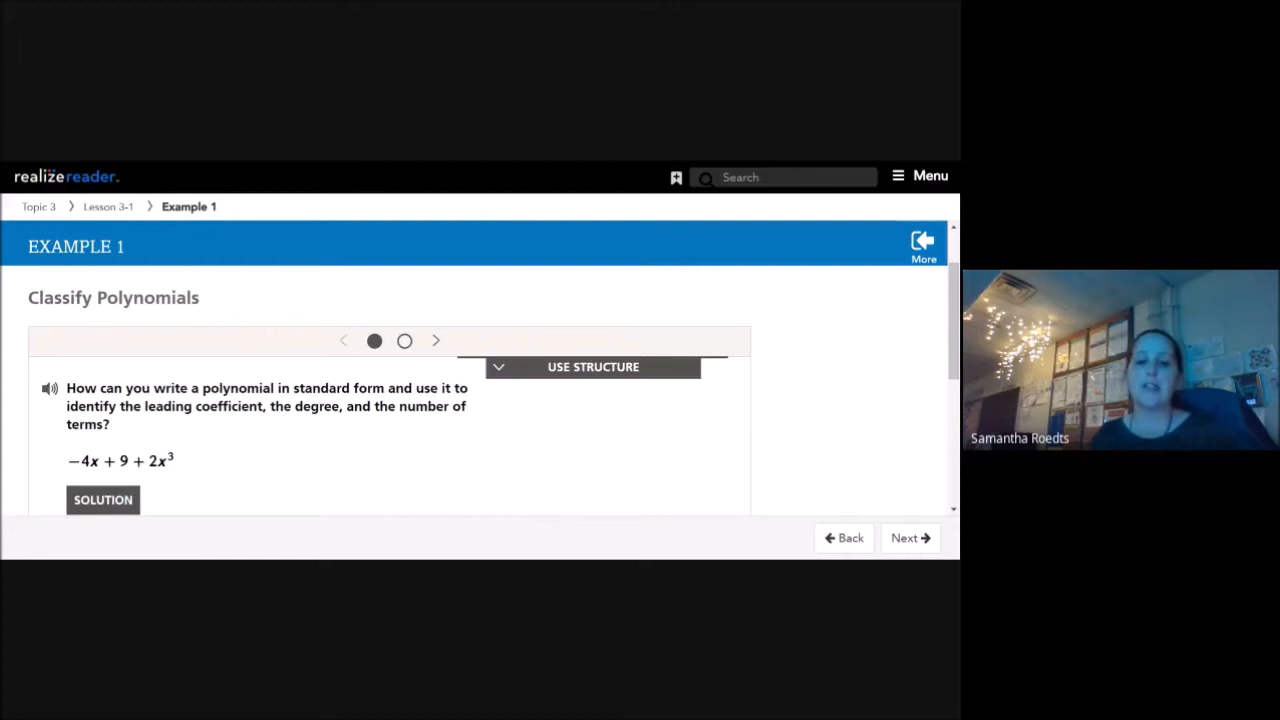 realizereader.
Search
Menu
Topic 3 > Lesson 3-1 > Example 1
EXAMPLE 1
More
Classify Polynomials
USE STRUCTURE
How can you write a polynomial in standard form and use it to
identify the leading coefficient, the degree, and the number of
terms?
−4x + 9 + 2x³
SOLUTION
Back
Next
Samantha Roedts